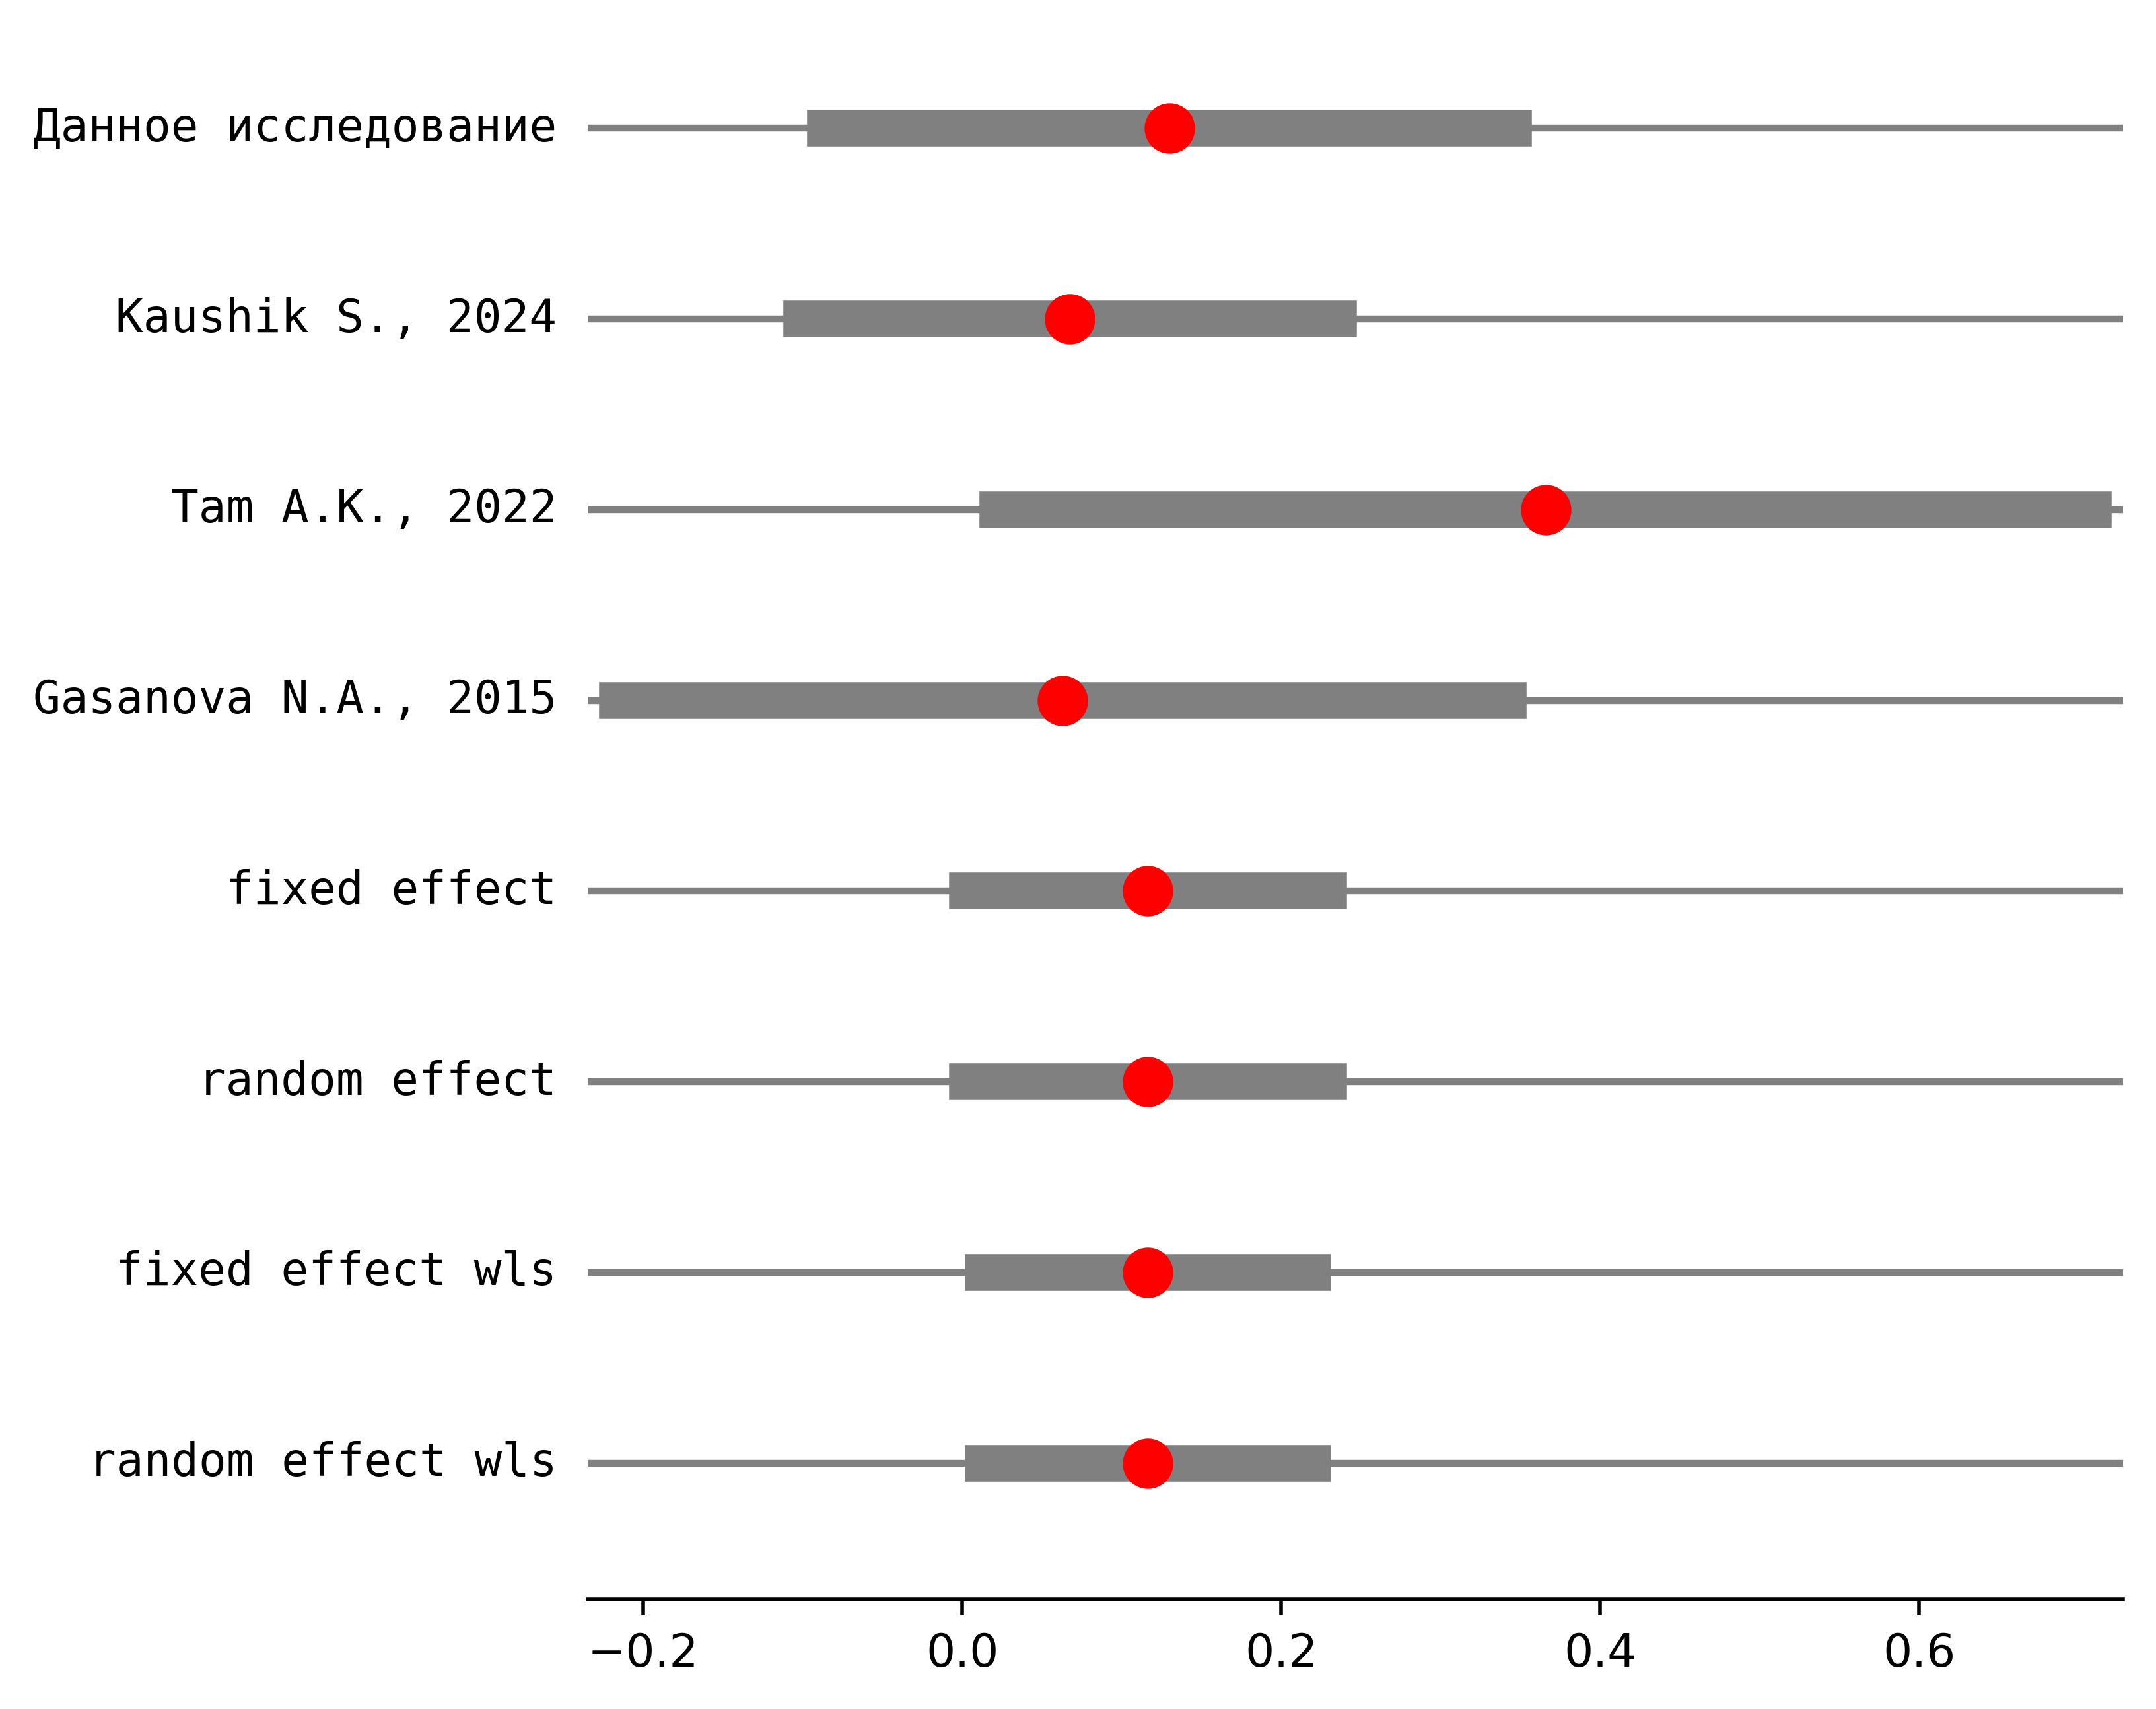 Данное исследование
Kaushik S., 2024
Tam A.K., 2022
Gasanova N.A., 2015
fixed effect
random effect
fixed effect wls
random effect wls
−0.2 0.0 0.2 0.4 0.6